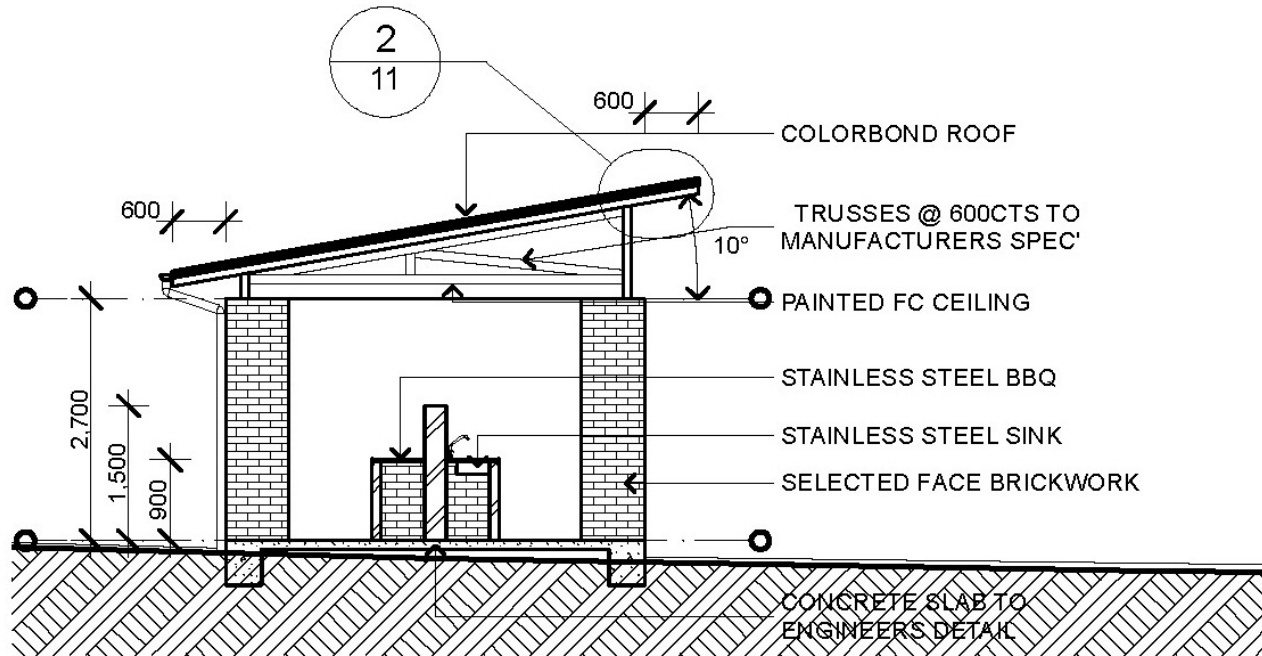 2
11
600
COLORBOND ROOF
600
TRUSSES @ 600CTS TO
MANUFACTURERS SPEC'
10°
PAINTED FC CEILING
STAINLESS STEEL BBQ
2,700
1,500
STAINLESS STEEL SINK
900
SELECTED FACE BRICKWORK
CONCRETE SLAB TO
ENGINEERS DETAIL